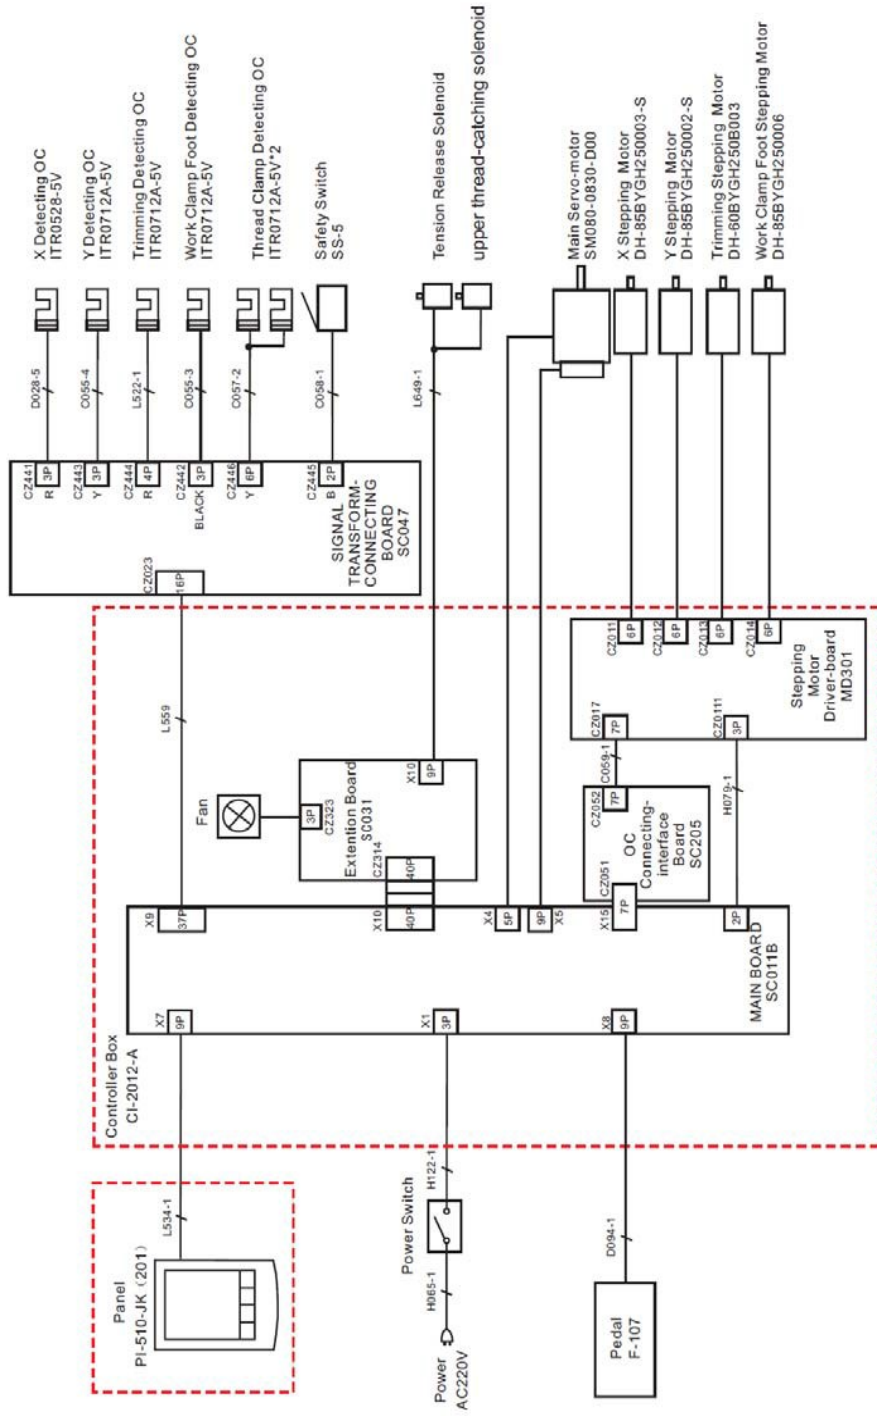 Panel
PI-510-JK（201）
L534-1
Power
AC220V
H065-1
Power Switch
H122-1
Pedal
F-107
D094-1
Controller Box
CI-2012-A
X7
9P
X1
3P
X8
9P
MAIN BOARD
SC011B
X9
37P
X10
40P
X4
5P
9P
X5
X15
7P
2P
Fan
3P
CZ323
Extention Board
SC031
CZ314
40P
X10
9P
CZ051
OC
Connecting-
interface
Board
SC205
CZ052
7P
C059-1
H079-1
CZ017
7P
CZ0111
3P
Stepping
Motor
Driver-board
MD301
CZ011
6P
CZ012
6P
CZ013
6P
CZ014
6P
L559
CZ023
16P
SIGNAL
TRANSFORM-
CONNECTING
BOARD
SC047
CZ441
3P
R
CZ443
3P
Y
CZ444
4P
R
CZ442
3P
BLACK
CZ446
6P
Y
CZ445
2P
B
D028-5
C055-4
L522-1
C055-3
C057-2
C058-1
L649-1
X Detecting OC
ITR0528-5V
Y Detecting OC
ITR0712A-5V
Trimming Detecting OC
ITR0712A-5V
Work Clamp Foot Detecting OC
ITR0712A-5V
Thread Clamp Detecting OC
ITR0712A-5V*2
Safety Switch
SS-5
Tension Release Solenoid
upper thread-catching solenoid
Main Servo-motor
SM080-0830-D00
X Stepping Motor
DH-85BYGH250003-S
Y Stepping Motor
DH-85BYGH250002-S
Trimming Stepping Motor
DH-60BYGH250B003
Work Clamp Foot Stepping Motor
DH-85BYGH250006